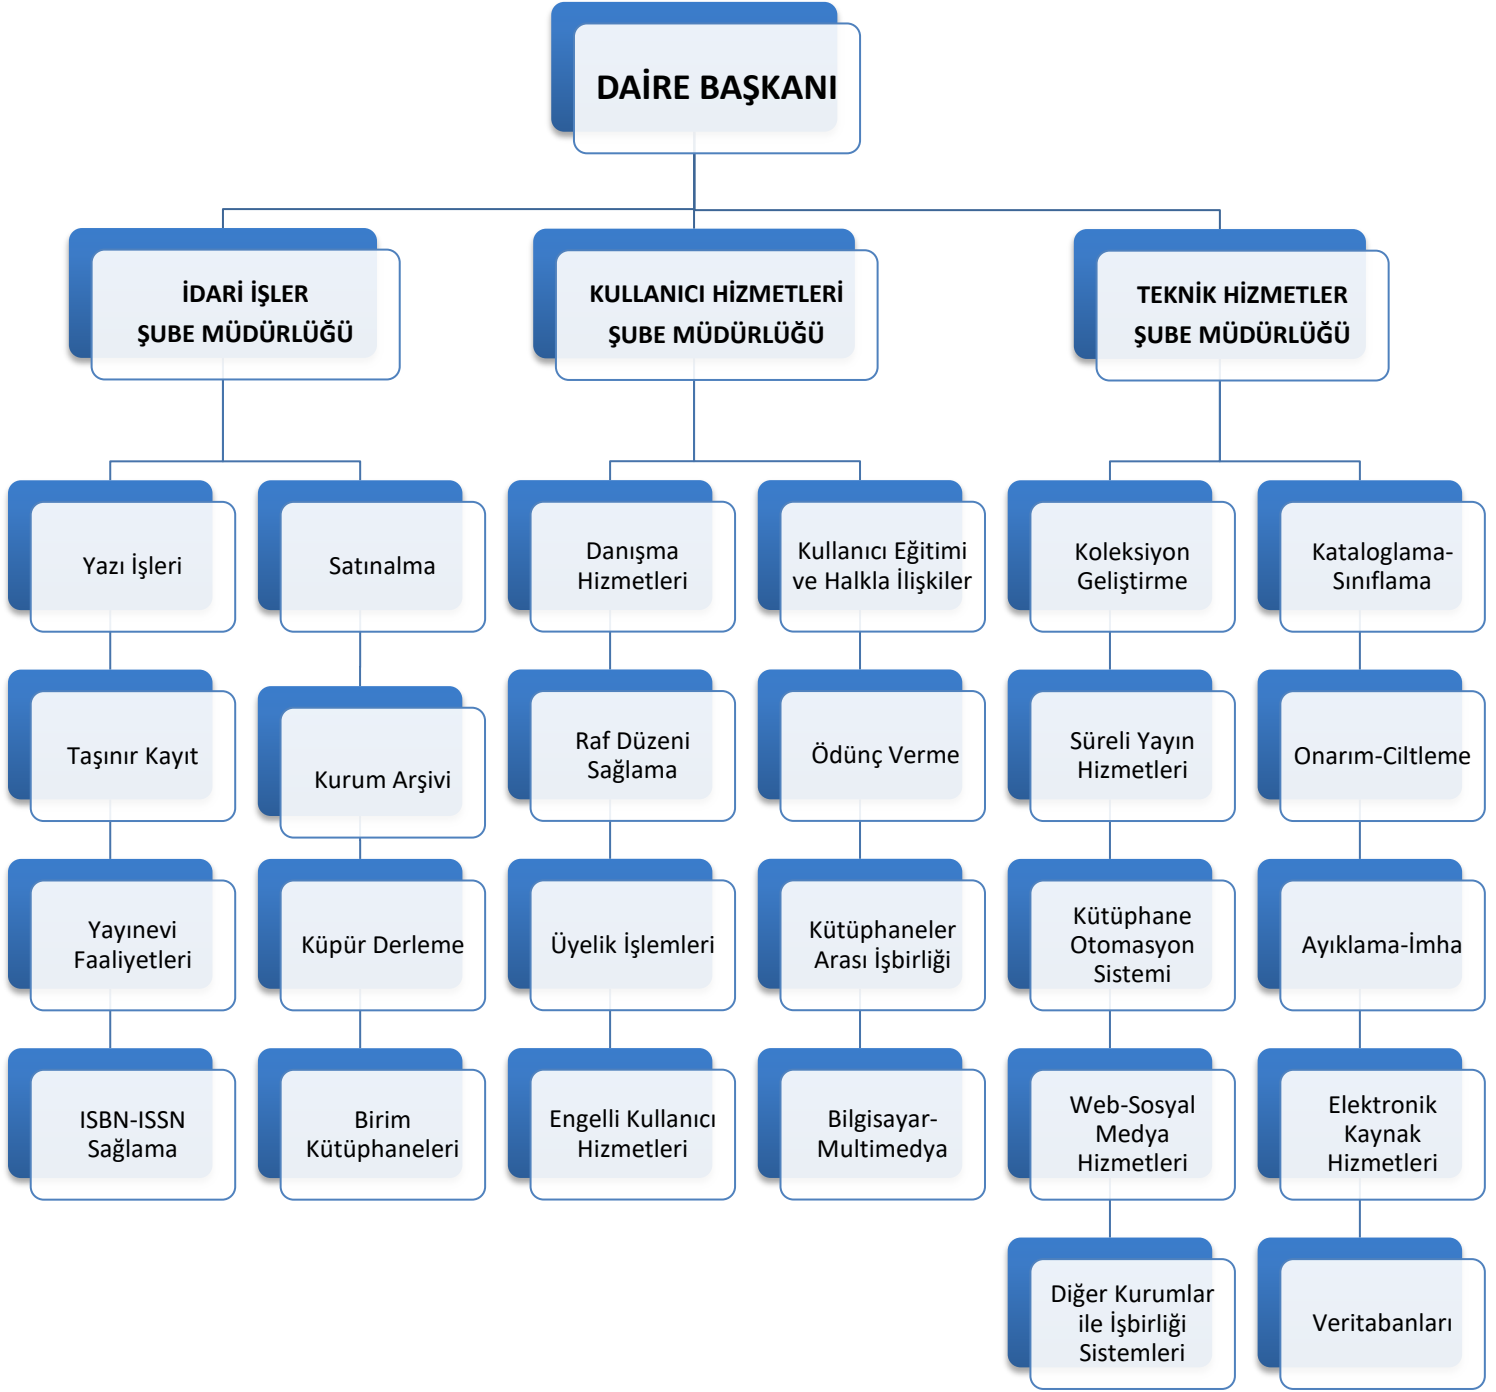 DAİRE BAŞKANI
İDARİ İŞLER
ŞUBE MÜDÜRLÜĞÜ
KULLANICI HİZMETLERİ
ŞUBE MÜDÜRLÜĞÜ
TEKNİK HİZMETLER
ŞUBE MÜDÜRLÜĞÜ
Yazı İşleri
Satınalma
Danışma
Hizmetleri
Kullanıcı Eğitimi
ve Halkla İlişkiler
Koleksiyon
Geliştirme
Kataloglama-
Sınıflama
Taşınır Kayıt
Kurum Arşivi
Raf Düzeni
Sağlama
Ödünç Verme
Süreli Yayın
Hizmetleri
Onarım-Ciltleme
Yayınevi
Faaliyetleri
Küpür Derleme
Üyelik İşlemleri
Kütüphaneler
Arası İşbirliği
Kütüphane
Otomasyon
Sistemi
Ayıklama-İmha
ISBN-ISSN
Sağlama
Birim
Kütüphaneleri
Engelli Kullanıcı
Hizmetleri
Bilgisayar-
Multimedya
Web-Sosyal
Medya
Hizmetleri
Elektronik
Kaynak
Hizmetleri
Diğer Kurumlar
ile İşbirliği
Sistemleri
Veritabanları